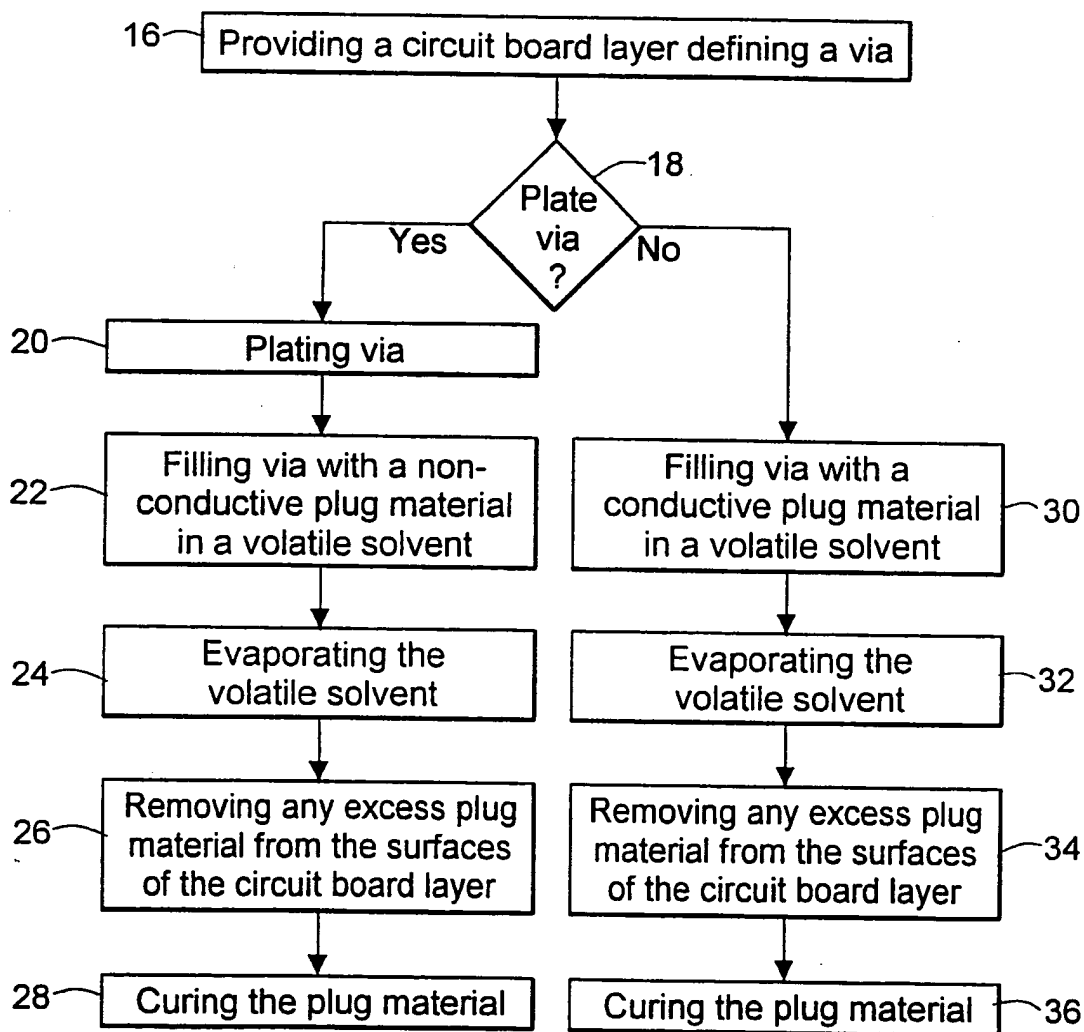 16 Providing a circuit board layer defining a via
18
Plate
via
?
Yes
No
20 Plating via
22
Filling via with a non-
conductive plug material
in a volatile solvent
Filling via with a
conductive plug material
in a volatile solvent
30
24
Evaporating the
volatile solvent
Evaporating the
volatile solvent
32
26
Removing any excess plug
material from the surfaces
of the circuit board layer
Removing any excess plug
material from the surfaces
of the circuit board layer
34
28 Curing the plug material
Curing the plug material 36